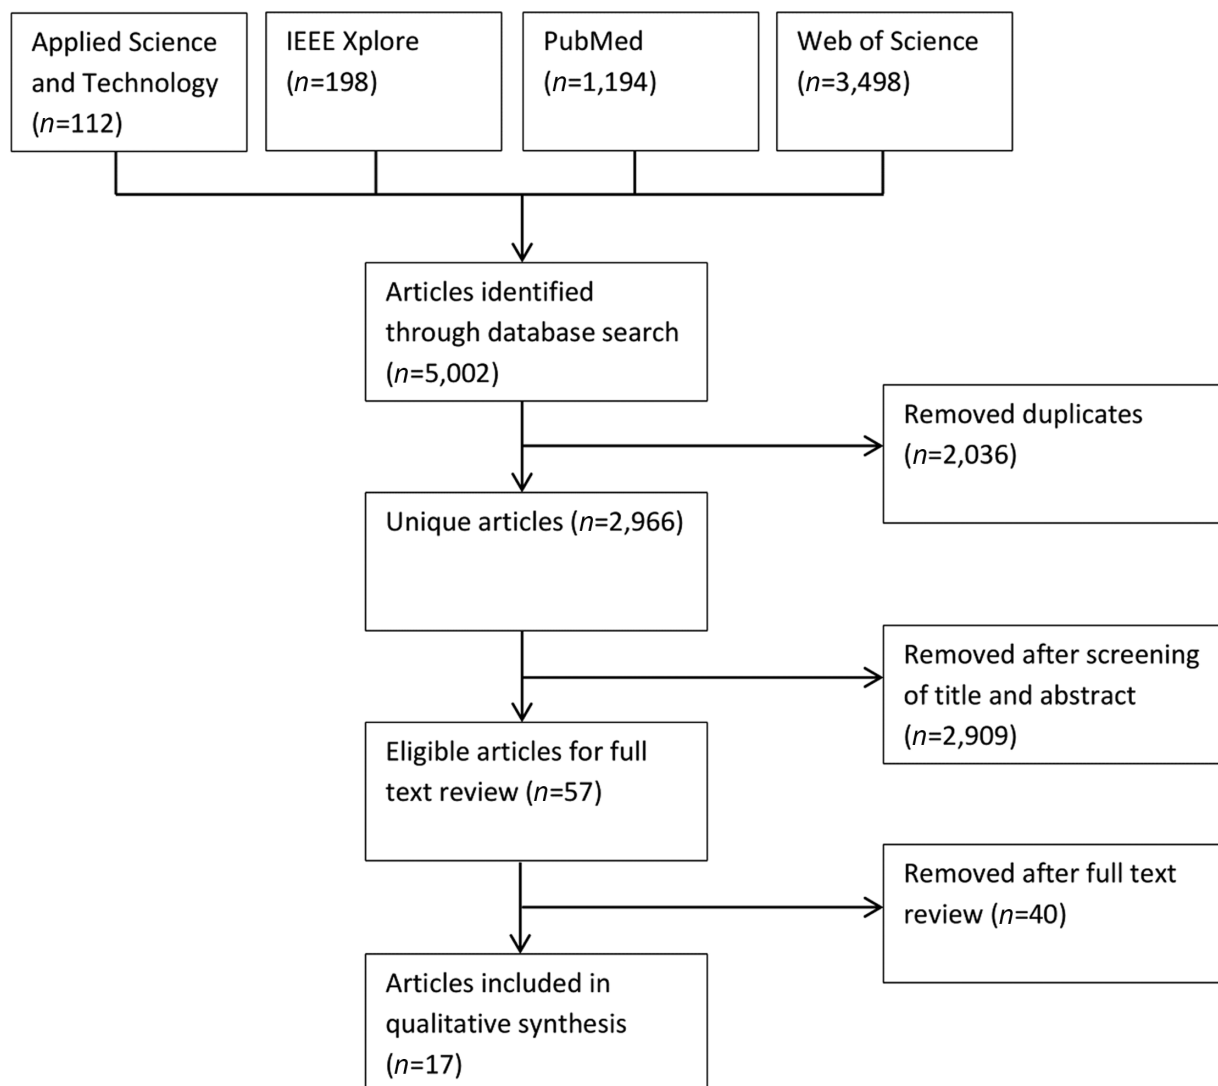 Applied Science
and Technology
(n=112)
IEEE Xplore
(n=198)
PubMed
(n=1,194)
Web of Science
(n=3,498)
Articles identified
through database search
(n=5,002)
Removed duplicates
(n=2,036)
Unique articles (n=2,966)
Removed after screening
of title and abstract
(n=2,909)
Eligible articles for full
text review (n=57)
Removed after full text
review (n=40)
Articles included in
qualitative synthesis
(n=17)